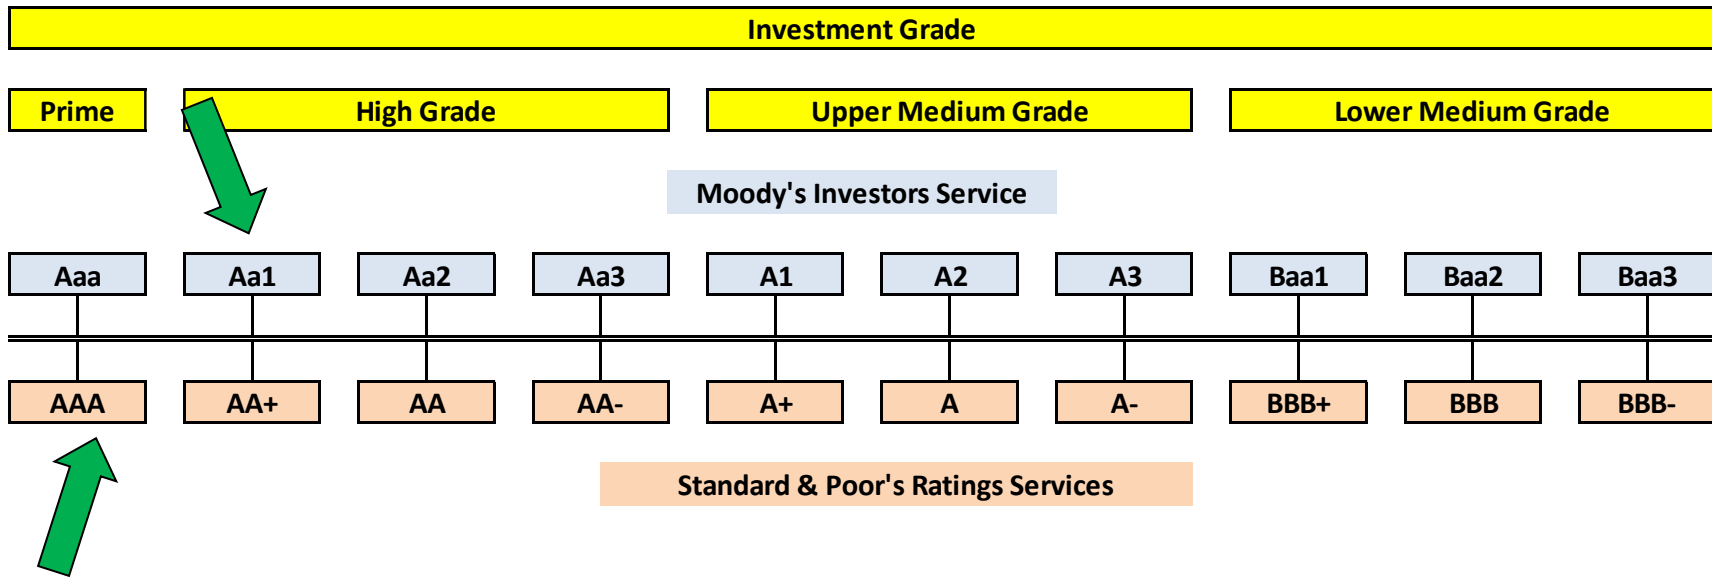 Investment Grade
Prime High Grade Upper Medium Grade Lower Medium Grade
Moody's Investors Service
Aaa Aa1 Aa2 Aa3 A1 A2 A3 Baa1 Baa2 Baa3
AAA AA+ AA AA- A+ A A- BBB+ BBB BBB-
Standard & Poor's Ratings Services